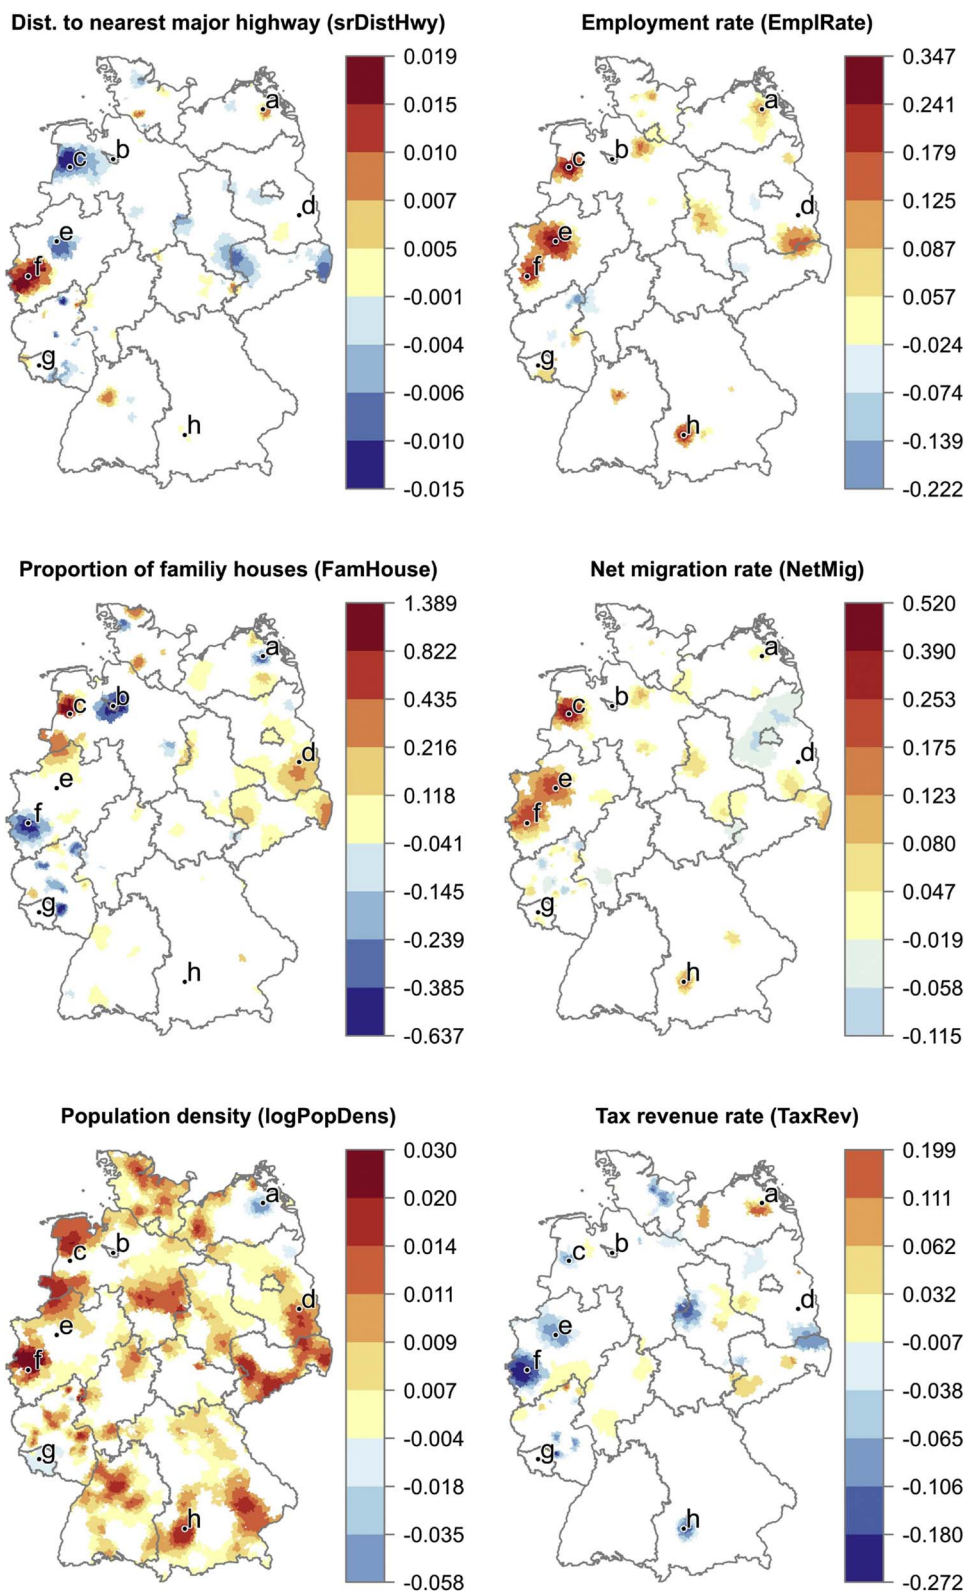 Dist. to nearest major highway (srDistHwy)
0.019
0.015
0.010
0.007
0.005
-0.001
-0.004
-0.006
-0.010
-0.015
a
b
c
d
e
f
g
h
Employment rate (EmplRate)
0.347
0.241
0.179
0.125
0.087
0.057
-0.024
-0.074
-0.139
-0.222
a
b
c
d
e
f
g
h
Proportion of familiy houses (FamHouse)
1.389
0.822
0.435
0.216
0.118
-0.041
-0.145
-0.239
-0.385
-0.637
a
b
c
d
e
f
g
h
Net migration rate (NetMig)
0.520
0.390
0.253
0.175
0.123
0.080
0.047
-0.019
-0.058
-0.115
a
b
c
d
e
f
g
h
Population density (logPopDens)
0.030
0.020
0.014
0.011
0.009
0.007
-0.004
-0.018
-0.035
-0.058
a
b
c
d
e
f
g
h
Tax revenue rate (TaxRev)
0.199
0.111
0.062
0.032
-0.007
-0.038
-0.065
-0.106
-0.180
-0.272
a
b
c
d
e
f
g
h